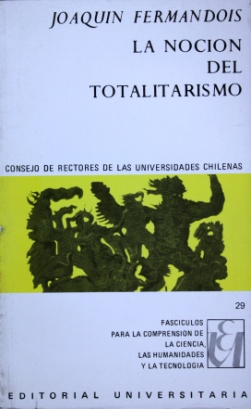 JOAQUIN FERMANDOIS
LA NOCION
DEL
TOTALITARISMO
CONSEJO DE RECTORES DE LAS UNIVERSIDADES CHILENAS
29
FASCICULOS
PARA LA COMPRENSION DE
LA CIENCIA,
LAS HUMANIDADES
Y LA TECNOLOGIA
EDITORIAL UNIVERSITARIA